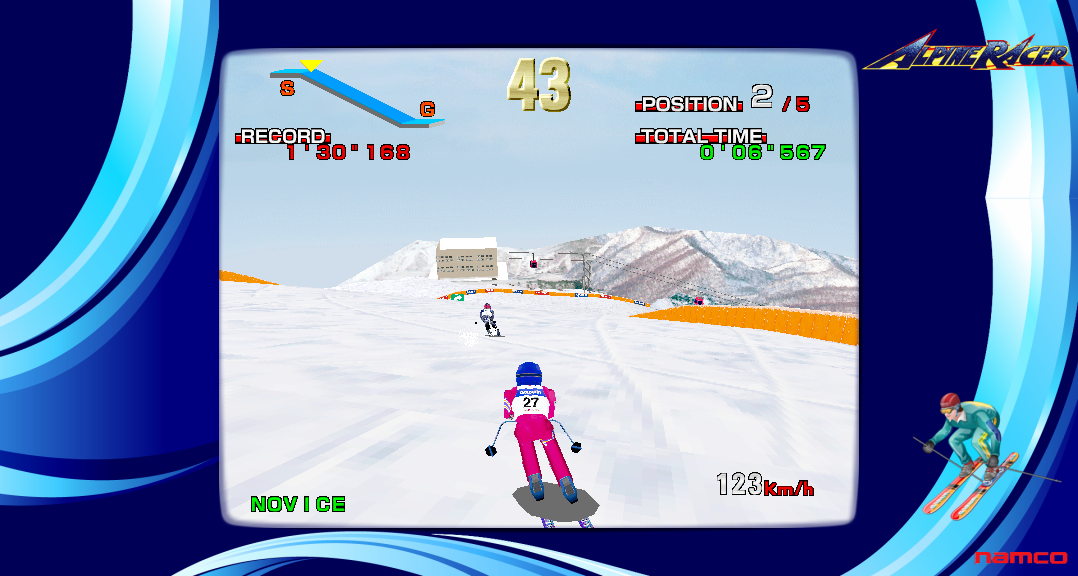 ALPINE RACER
43
S
G
POSITION 2 / 5
RECORD
1'30"168
TOTAL TIME
0'06"567
GOLDWIN
27
123Km/h
NOVICE
namco